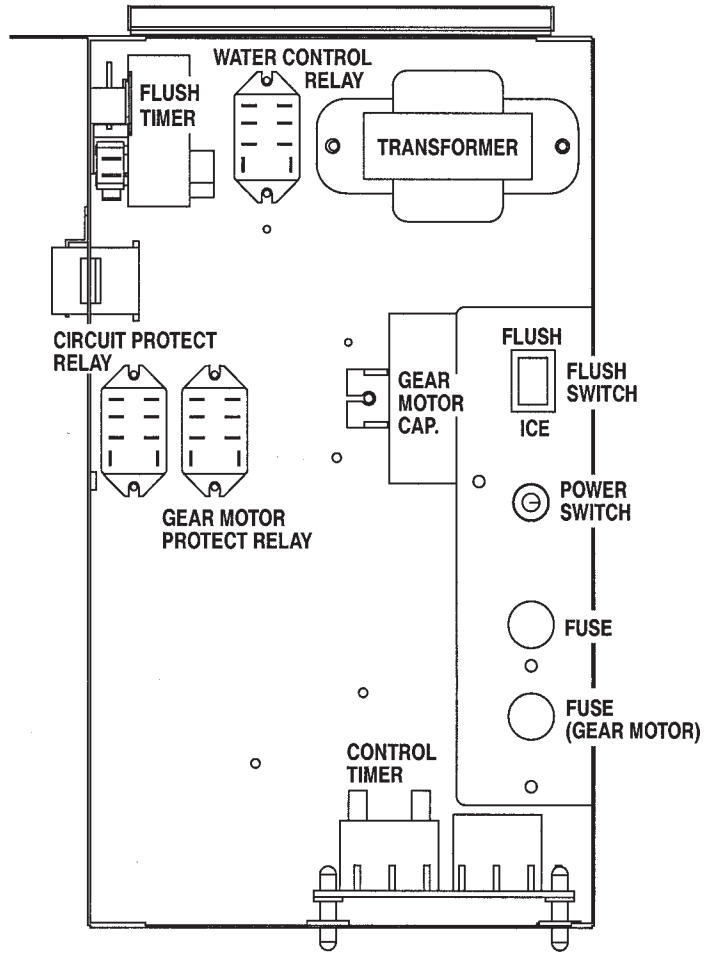 WATER CONTROL
RELAY
FLUSH
TIMER
TRANSFORMER
CIRCUIT PROTECT
RELAY
FLUSH
FLUSH
SWITCH
ICE
GEAR
MOTOR
CAP.
POWER
SWITCH
GEAR MOTOR
PROTECT RELAY
FUSE
FUSE
(GEAR MOTOR)
CONTROL
TIMER